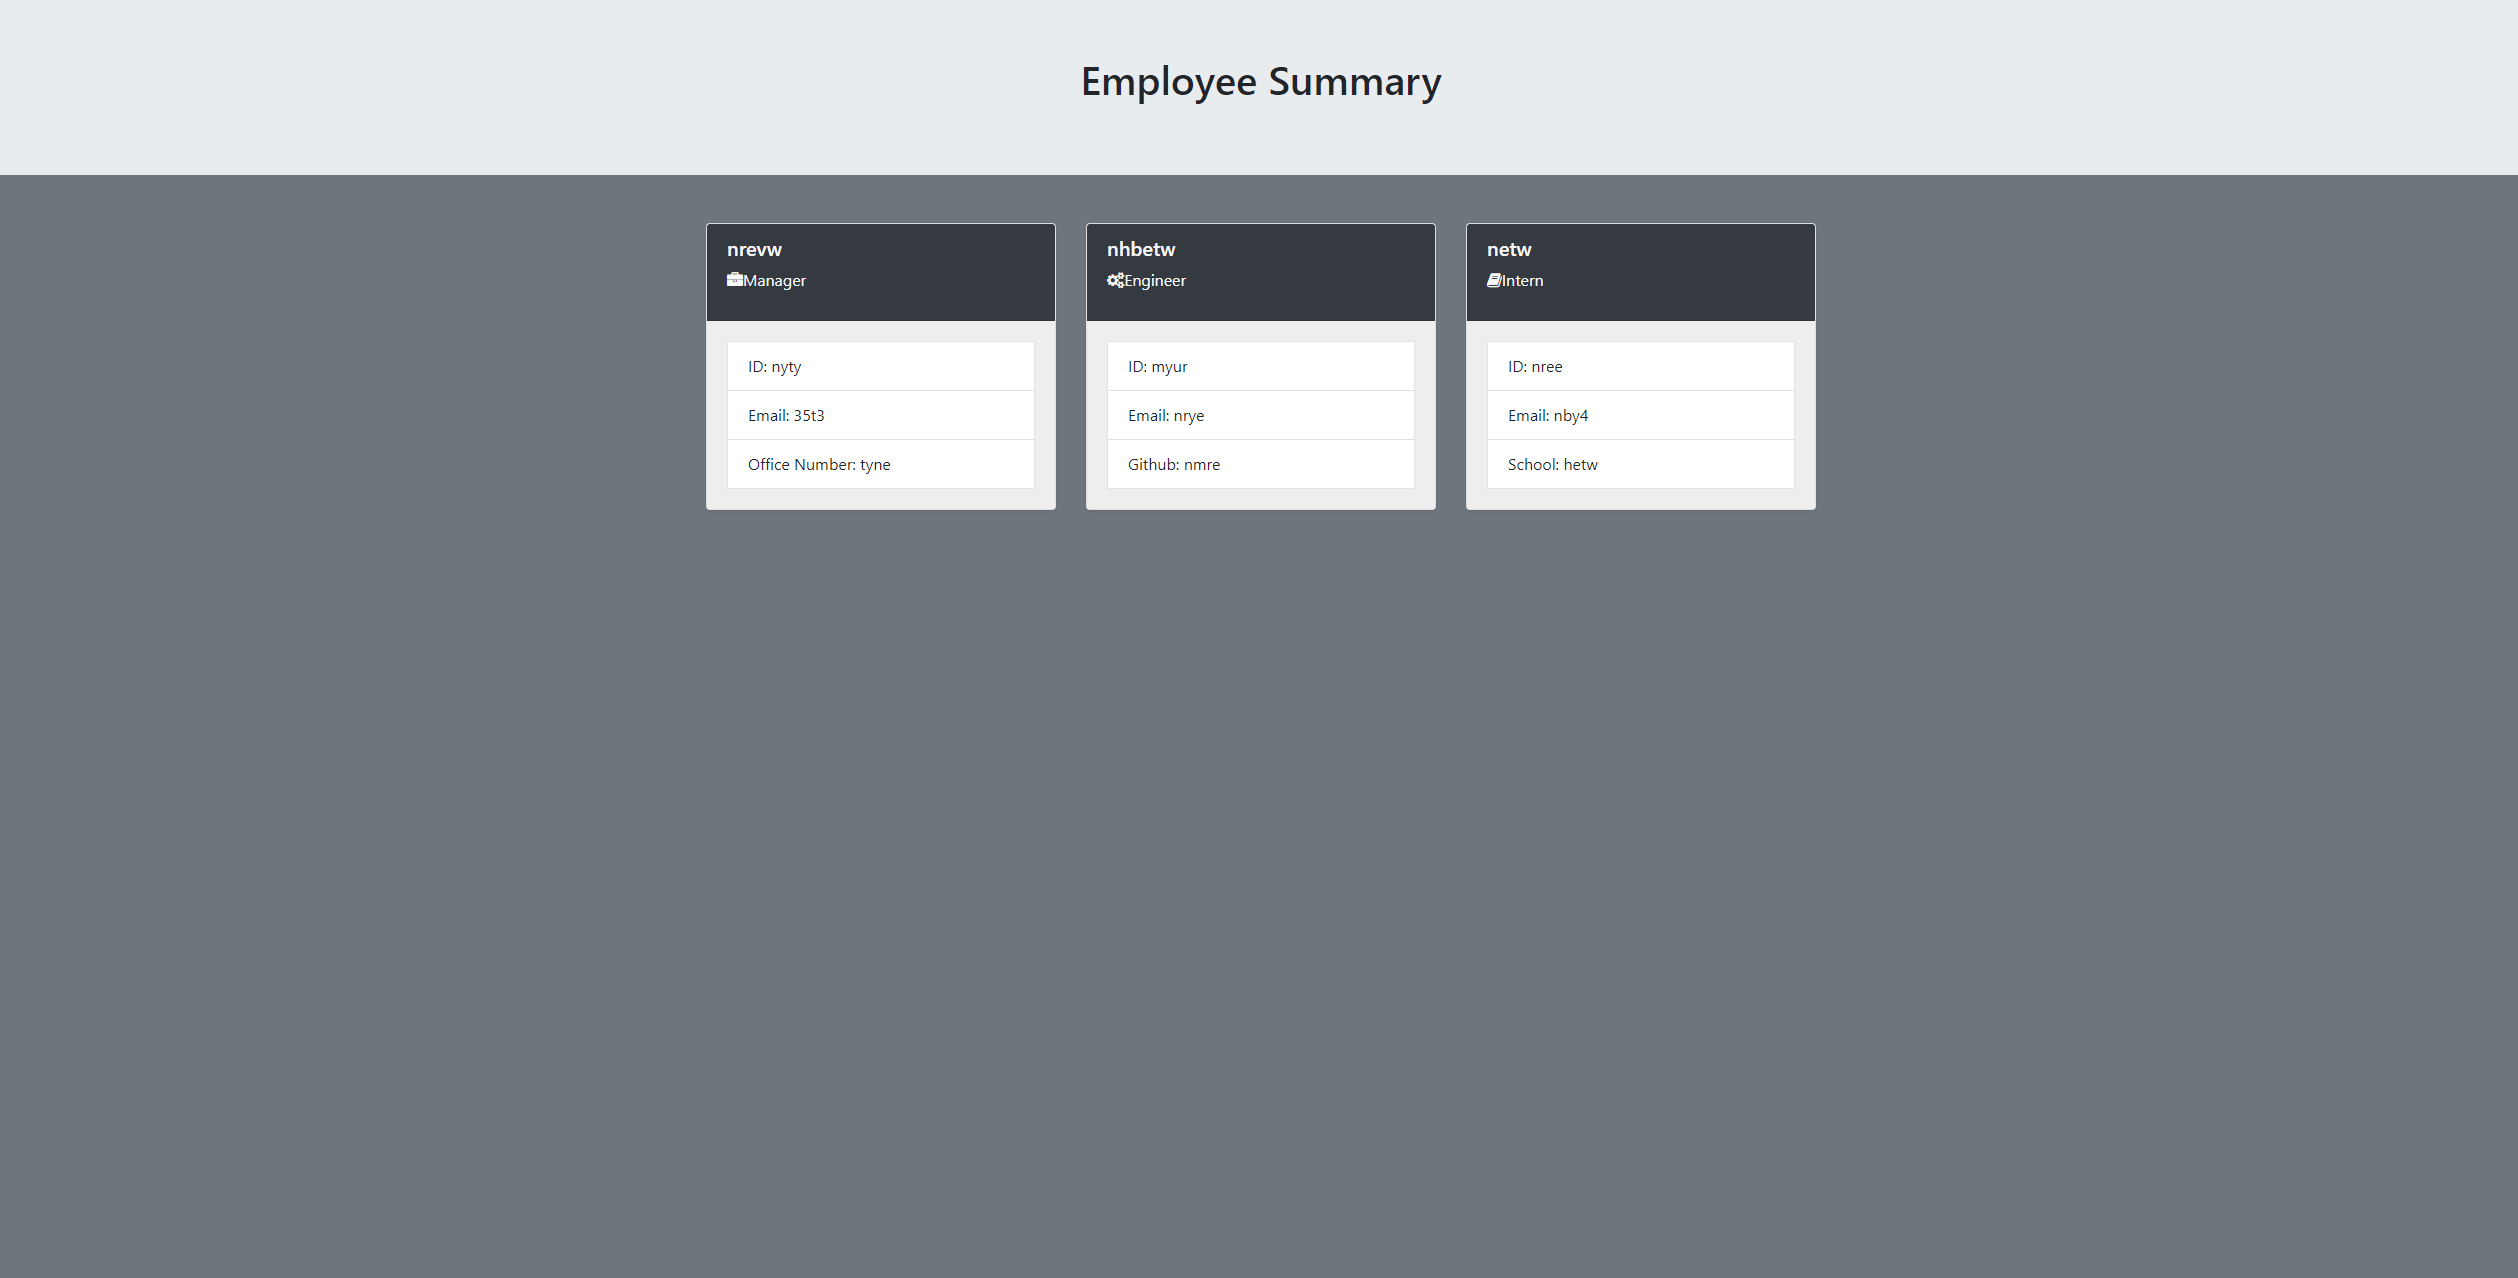 Employee Summary
nrevw
Manager
ID: nyty
Email: 35t3
Office Number: tyne
nhbetw
Engineer
ID: myur
Email: nrye
Github: nmre
netw
Intern
ID: nree
Email: nby4
School: hetw